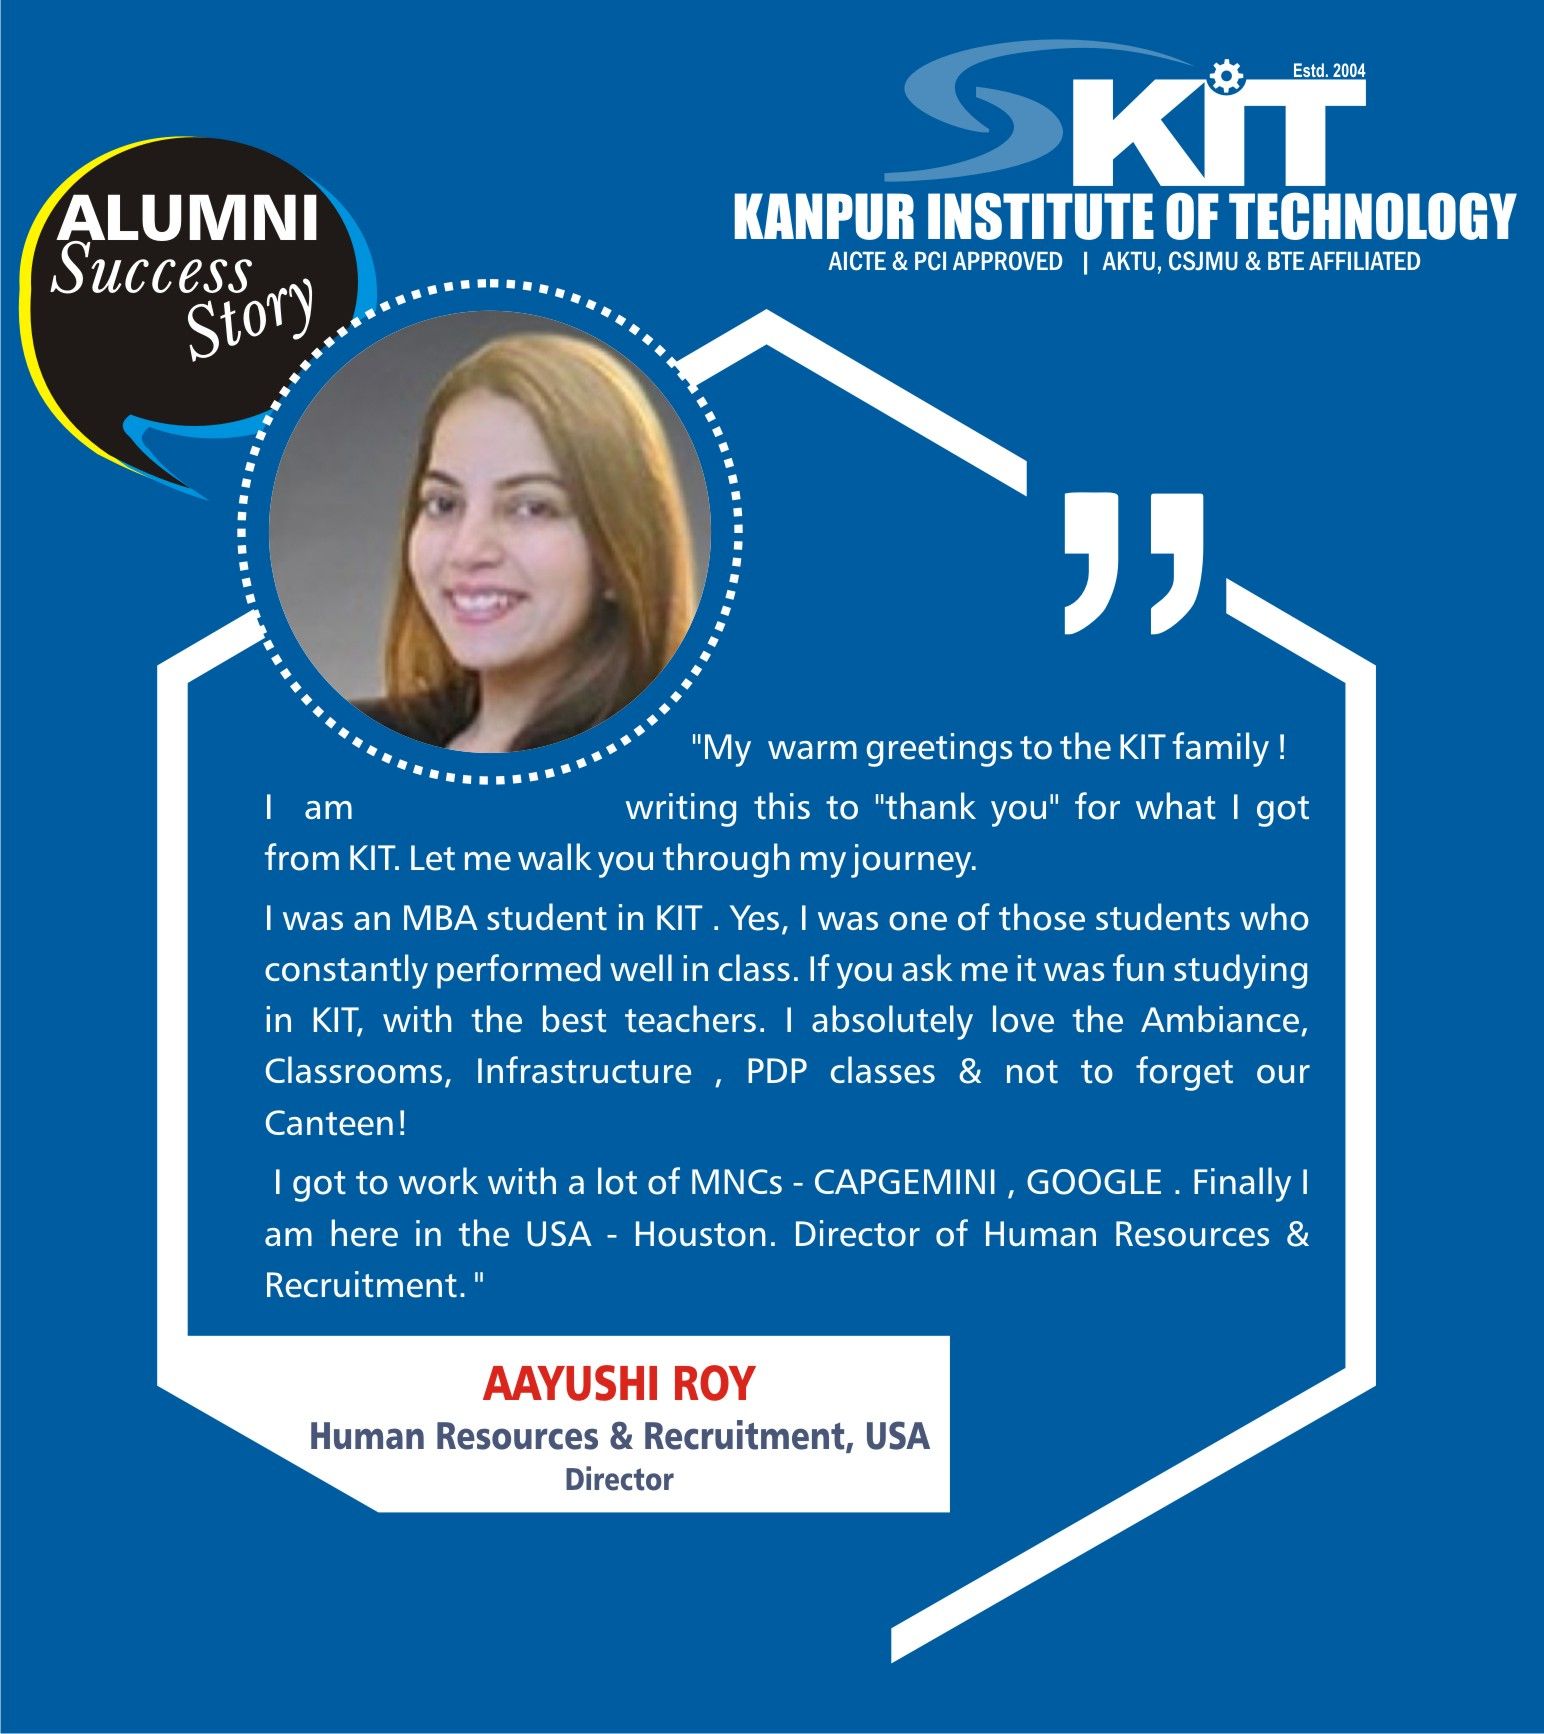 Estd. 2004
KiT
KANPUR INSTITUTE OF TECHNOLOGY
AICTE & PCI APPROVED | AKTU, CSJMU & BTE AFFILIATED
ALUMNI
Success
Story
"My warm greetings to the KIT family !
I am writing this to "thank you" for what I got
from KIT. Let me walk you through my journey.
I was an MBA student in KIT . Yes, I was one of those students who
constantly performed well in class. If you ask me it was fun studying
in KIT, with the best teachers. I absolutely love the Ambiance,
Classrooms, Infrastructure , PDP classes & not to forget our
Canteen!
I got to work with a lot of MNCs - CAPGEMINI , GOOGLE . Finally I
am here in the USA - Houston. Director of Human Resources &
Recruitment. "
AAYUSHI ROY
Human Resources & Recruitment, USA
Director